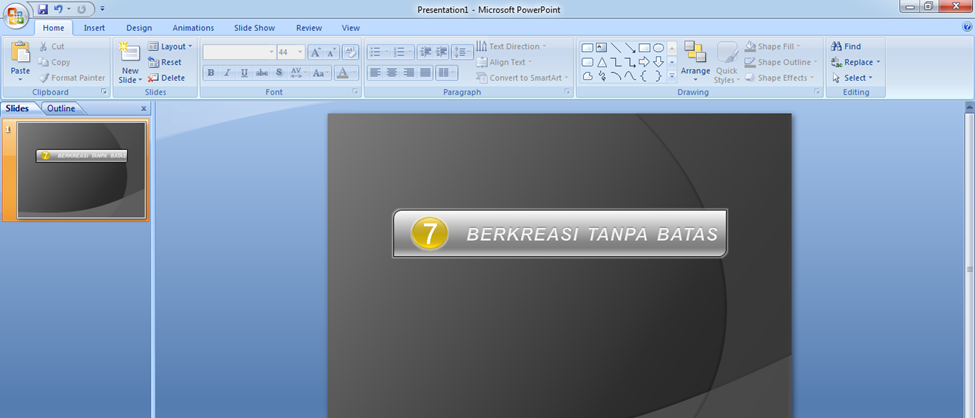 Presentation1 - Microsoft PowerPoint
Home Insert Design Animations Slide Show Review View
Paste
Cut
Copy
Format Painter
Clipboard
New Slide
Layout
Reset
Delete
Slides
44
B I U abc S AV Aa A
Font
Text Direction
Align Text
Convert to SmartArt
Paragraph
Arrange
Quick Styles
Shape Fill
Shape Outline
Shape Effects
Drawing
Find
Replace
Select
Editing
Slides Outline
1
7 BERKREASI TANPA BATAS
7 BERKREASI TANPA BATAS